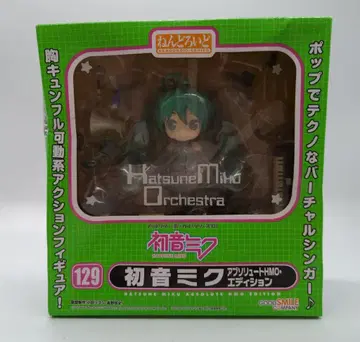 ねんどろいど
NENDOROID SERIES
胸キュンフル可動系アクションフィギュア!
ポップでテクノなバーチャルシンガー♪
Hatsune Miku
Orchestra
初音ミク
129
初音ミク アブソリュートHMO・
エディション
HATSUNE MIKU ABSOLUTE HMO EDITION
GOOD SMILE
COMPANY